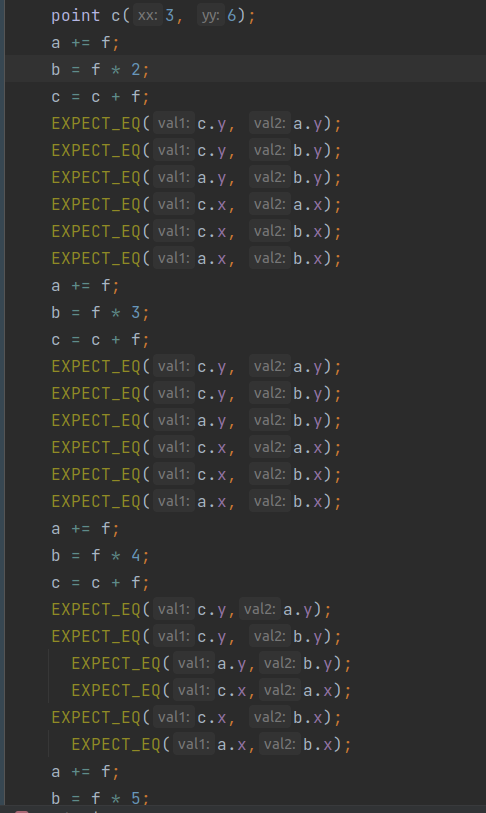 point c(xx: 3, yy: 6);
a += f;
b = f * 2;
c = c + f;
EXPECT_EQ(val1: c.y, val2: a.y);
EXPECT_EQ(val1: c.y, val2: b.y);
EXPECT_EQ(val1: a.y, val2: b.y);
EXPECT_EQ(val1: c.x, val2: a.x);
EXPECT_EQ(val1: c.x, val2: b.x);
EXPECT_EQ(val1: a.x, val2: b.x);
a += f;
b = f * 3;
c = c + f;
EXPECT_EQ(val1: c.y, val2: a.y);
EXPECT_EQ(val1: c.y, val2: b.y);
EXPECT_EQ(val1: a.y, val2: b.y);
EXPECT_EQ(val1: c.x, val2: a.x);
EXPECT_EQ(val1: c.x, val2: b.x);
EXPECT_EQ(val1: a.x, val2: b.x);
a += f;
b = f * 4;
c = c + f;
EXPECT_EQ(val1: c.y,val2: a.y);
EXPECT_EQ(val1: c.y, val2: b.y);
  EXPECT_EQ(val1: a.y,val2: b.y);
  EXPECT_EQ(val1: c.x,val2: a.x);
EXPECT_EQ(val1: c.x, val2: b.x);
  EXPECT_EQ(val1: a.x,val2: b.x);
a += f;
b = f * 5;